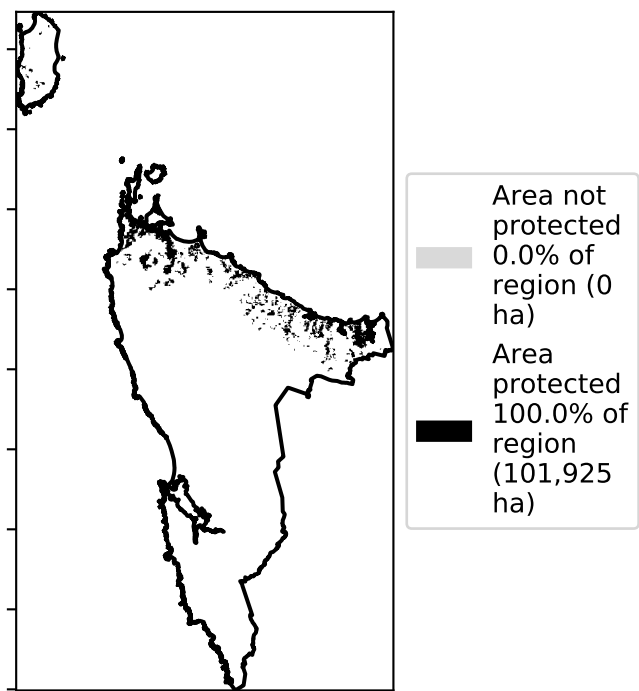 Area not
protected
0.0% of
region (0
ha)
Area
protected
100.0% of
region
(101,925
ha)